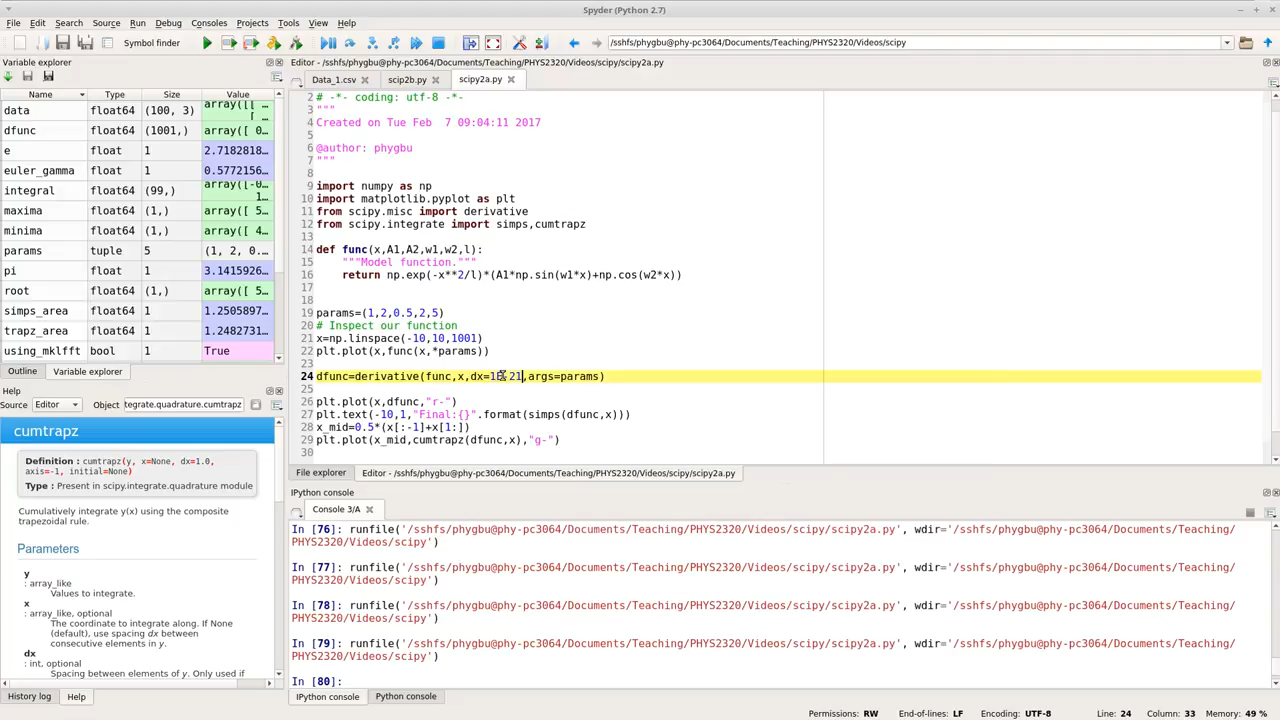 Spyder (Python 2.7)
File Edit Search Source Run Debug Consoles Projects Tools View Help
Symbol finder /sshfs/phygbu@phy-pc3064/Documents/Teaching/PHYS2320/Videos/scipy
Variable explorer
Name Type Size Value
data float64 (100, 3) array([[ …
[ …
dfunc float64 (1001,) array([ 0…
e float 1 2.7182818…
euler_gamma float 1 0.5772156…
integral float64 (99,) array([-0
1…
maxima float64 (1,) array([ 5…
minima float64 (1,) array([ 4…
params tuple 5 (1, 2, 0.…
pi float 1 3.1415926…
root float64 (1,) array([ 5…
simps_area float64 1 1.2505897…
trapz_area float64 1 1.2482731…
using_mklfft bool 1 True
Outline Variable explorer
Help
Source Editor Object tegrate.quadrature.cumtrapz
cumtrapz
Definition : cumtrapz(y, x=None, dx=1.0,
axis=-1, initial=None)
Type : Present in scipy.integrate.quadrature
module
Cumulatively integrate y(x) using the composite
trapezoidal rule.
Parameters
y
: array_like
Values to integrate.
x
: array_like, optional
The coordinate to integrate along. If None
(default), use spacing dx between
consecutive elements in y.
dx
: int, optional
Spacing between elements of y. Only used if
History log Help
Editor - /sshfs/phygbu@phy-pc3064/Documents/Teaching/PHYS2320/Videos/scipy/scipy2a.py
Data_1.csv scip2b.py scipy2a.py
2 # -*- coding: utf-8 -*-
3 """
4 Created on Tue Feb  7 09:04:11 2017
5
6 @author: phygbu
7 """
8
9 import numpy as np
10 import matplotlib.pyplot as plt
11 from scipy.misc import derivative
12 from scipy.integrate import simps,cumtrapz
13
14 def func(x,A1,A2,w1,w2,l):
15 """Model function."""
16 return np.exp(-x**2/l)*(A1*np.sin(w1*x)+np.cos(w2*x))
17
18
19 params=(1,2,0.5,2,5)
20 # Inspect our function
21 x=np.linspace(-10,10,1001)
22 plt.plot(x,func(x,*params))
23
24 dfunc=derivative(func,x,dx=1E-21,args=params)
25
26 plt.plot(x,dfunc,"r-")
27 plt.text(-10,1,"Final:{}".format(simps(dfunc,x)))
28 x_mid=0.5*(x[:-1]+x[1:])
29 plt.plot(x_mid,cumtrapz(dfunc,x),"g-")
30
File explorer Editor - /sshfs/phygbu@phy-pc3064/Documents/Teaching/PHYS2320/Videos/scipy/scipy2a.py
IPython console
Console 3/A
In [76]: runfile('/sshfs/phygbu@phy-pc3064/Documents/Teaching/PHYS2320/Videos/scipy/scipy2a.py', wdir='/sshfs/phygbu@phy-pc3064/Documents/Teaching/
PHYS2320/Videos/scipy')
In [77]: runfile('/sshfs/phygbu@phy-pc3064/Documents/Teaching/PHYS2320/Videos/scipy/scipy2a.py', wdir='/sshfs/phygbu@phy-pc3064/Documents/Teaching/
PHYS2320/Videos/scipy')
In [78]: runfile('/sshfs/phygbu@phy-pc3064/Documents/Teaching/PHYS2320/Videos/scipy/scipy2a.py', wdir='/sshfs/phygbu@phy-pc3064/Documents/Teaching/
PHYS2320/Videos/scipy')
In [79]: runfile('/sshfs/phygbu@phy-pc3064/Documents/Teaching/PHYS2320/Videos/scipy/scipy2a.py', wdir='/sshfs/phygbu@phy-pc3064/Documents/Teaching/
PHYS2320/Videos/scipy')
In [80]:
IPython console Python console
Permissions: RW End-of-lines: LF Encoding: UTF-8 Line: 24 Column: 33 Memory: 49 %